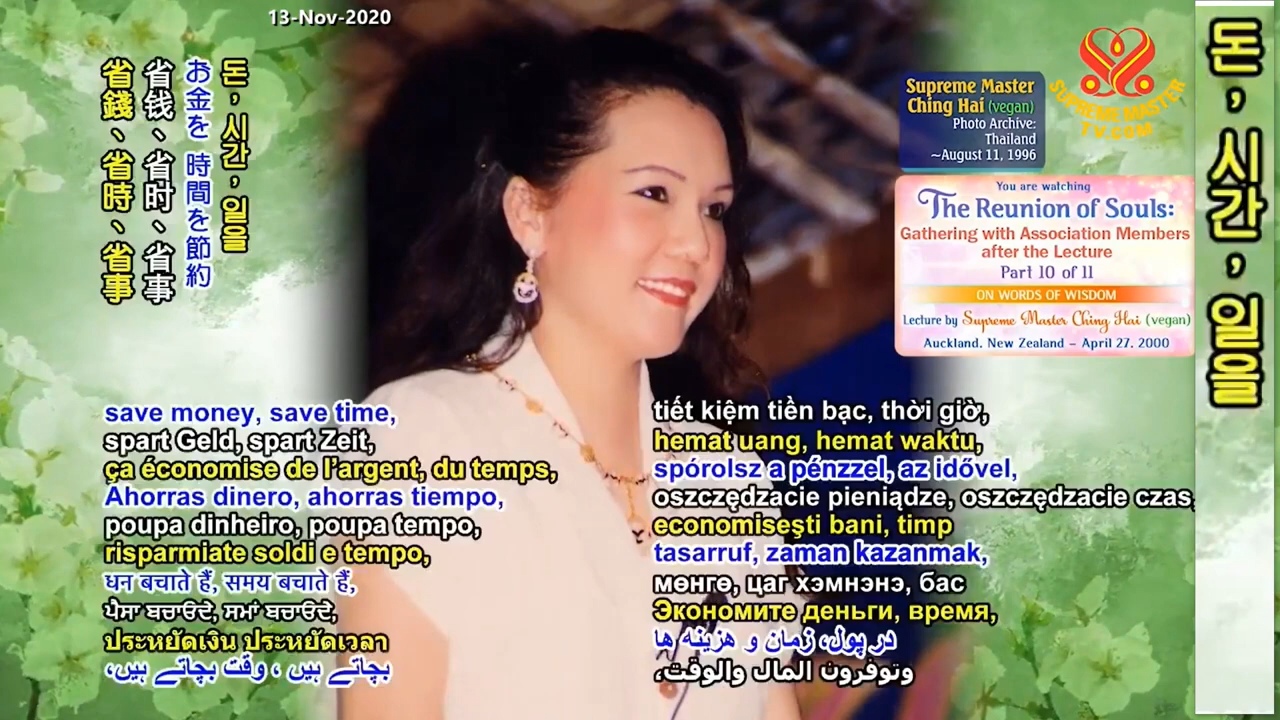 13-Nov-2020
돈, 시간, 일을
お金を 時間を節約
省钱、省时、省事
省錢、省時、省事
Supreme Master
Ching Hai (vegan)
Photo Archive:
Thailand
~August 11, 1996
SUPREME MASTER
TV.COM
You are watching
The Reunion of Souls:
Gathering with Association Members
after the Lecture
Part 10 of 11
ON WORDS OF WISDOM
Lecture by Supreme Master Ching Hai (vegan)
Auckland, New Zealand – April 27, 2000
돈, 시간, 일을
save money, save time,
spart Geld, spart Zeit,
ça économise de l’argent, du temps,
Ahorras dinero, ahorras tiempo,
poupa dinheiro, poupa tempo,
risparmiate soldi e tempo,
धन बचाते हैं, समय बचाते हैं,
ਪੈਸਾ ਬਚਾਓਦੇ, ਸਮਾਂ ਬਚਾਓਦੇ,
ประหยัดเงิน ประหยัดเวลา
بچاتے ہیں ، وقت بچاتے ہیں،
tiết kiệm tiền bạc, thời giờ,
hemat uang, hemat waktu,
spórolsz a pénzzel, az idővel,
oszczędzacie pieniądze, oszczędzacie czas,
economiseşti bani, timp
tasarruf, zaman kazanmak,
мөнгө, цаг хэмнэнэ, бас
Экономите деньги, время,
در پول، زمان و هزینه ها
وتوفرون المال والوقت،